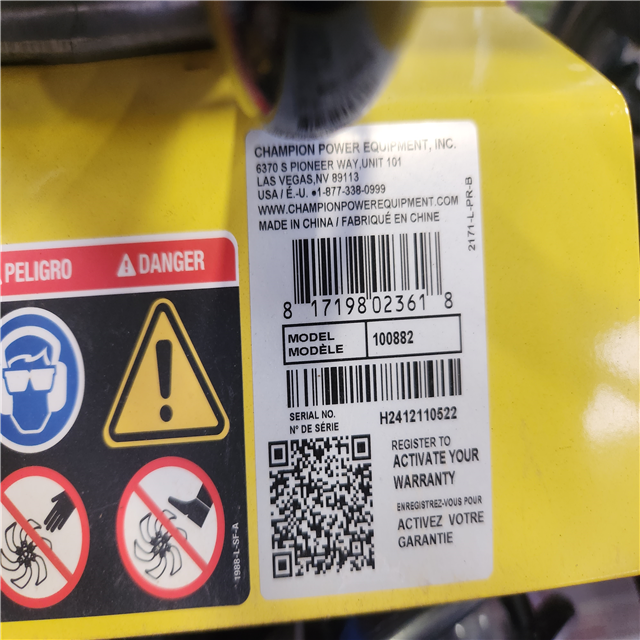 CHAMPION POWER EQUIPMENT, INC.
6370 S PIONEER WAY,UNIT 101
LAS VEGAS,NV 89113
USA / É.-U. •1-877-338-0999
WWW.CHAMPIONPOWEREQUIPMENT.COM
MADE IN CHINA / FABRIQUÉ EN CHINE
2171-L-PR-B
8 17198 02361 8
MODEL
MODÈLE
100882
SERIAL NO.
N° DE SÉRIE
H2412110522
REGISTER TO
ACTIVATE YOUR
WARRANTY
ENREGISTREZ-VOUS POUR
ACTIVEZ VOTRE
GARANTIE
PELIGRO
DANGER
1988-L-SF-A